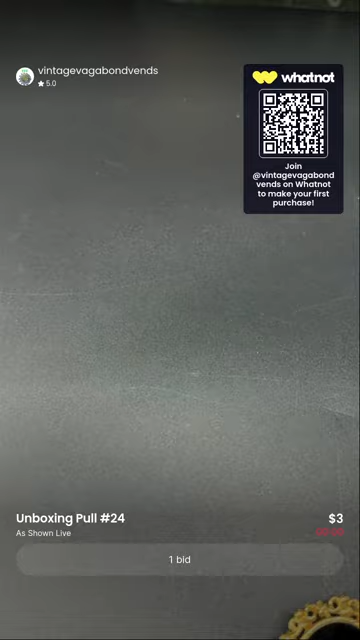 vintagevagabondvends
5.0
whatnot
Join
@vintagevagabond
vends on Whatnot
to make your first
purchase!
Unboxing Pull #24
$3
As Shown Live
1 bid